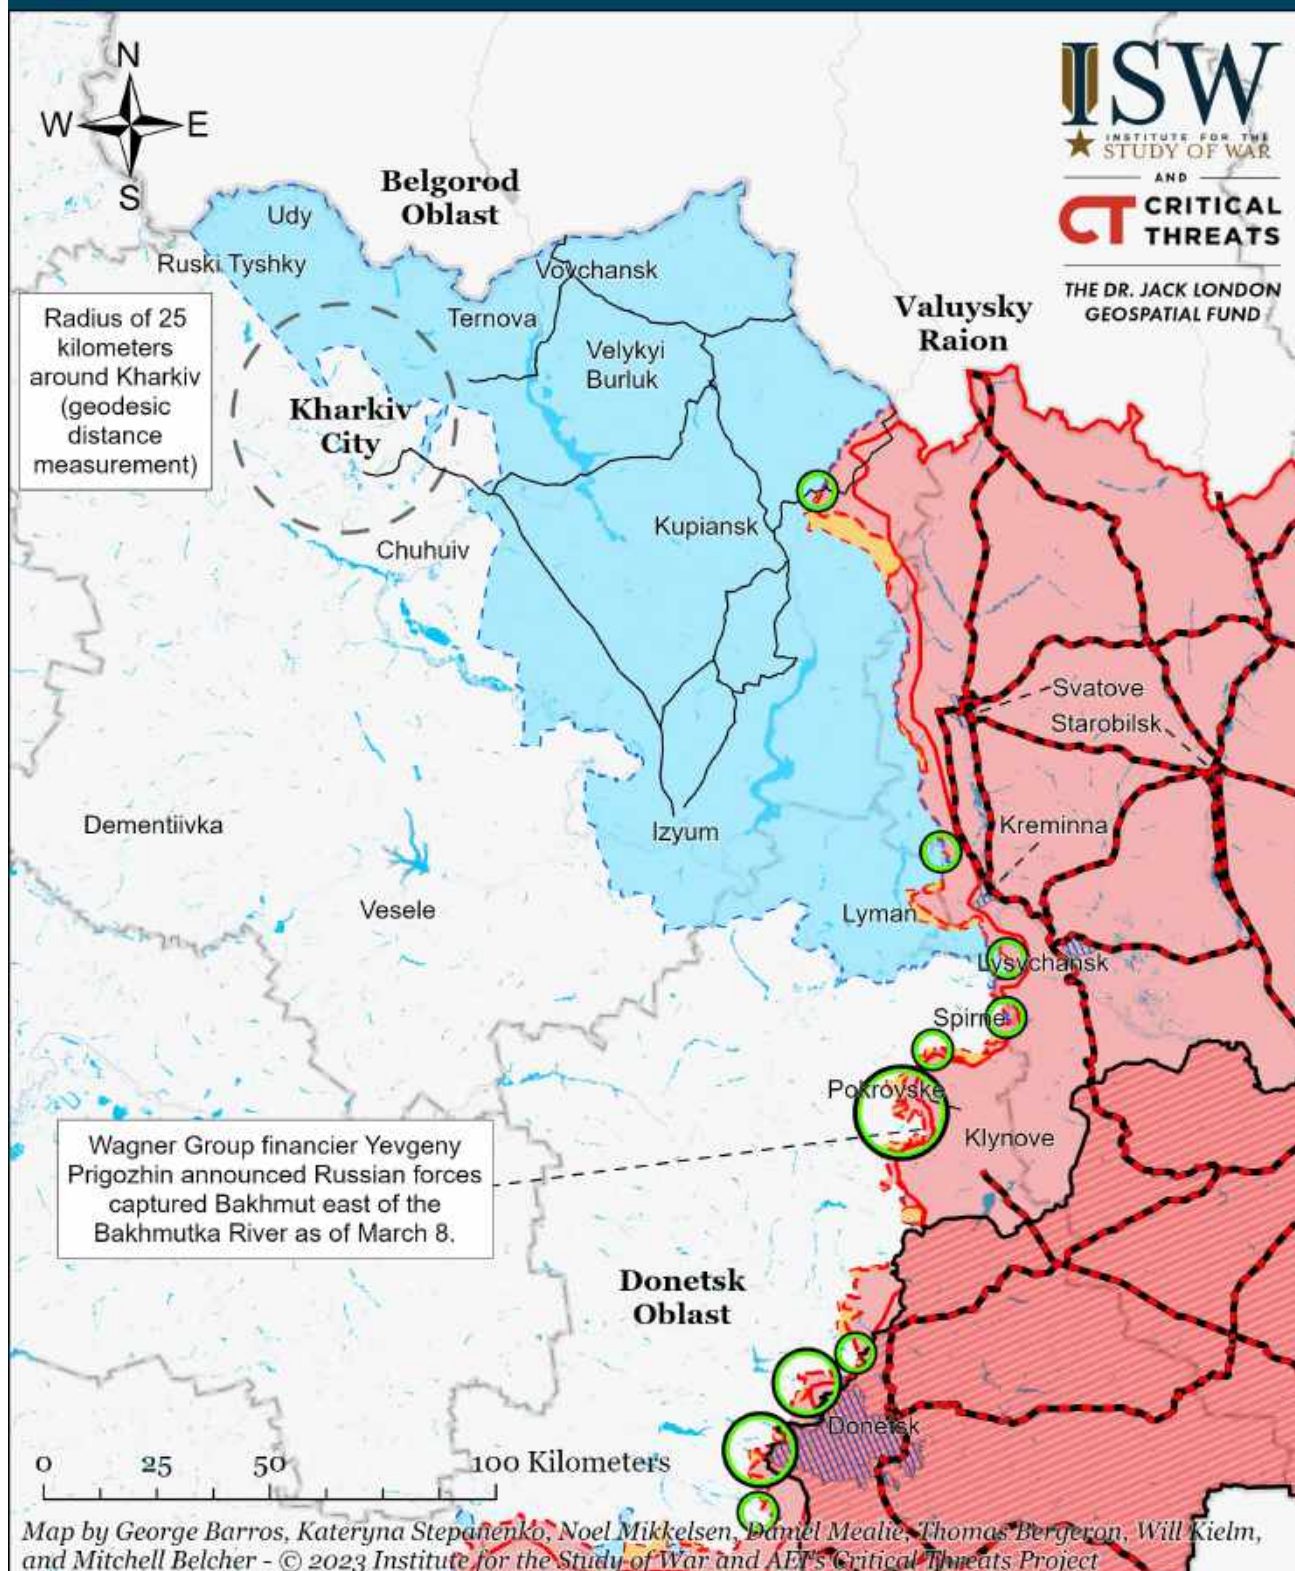 N
W E
S
ISW
INSTITUTE FOR THE
STUDY OF WAR
AND
CT CRITICAL
THREATS
THE DR. JACK LONDON
GEOSPATIAL FUND
Belgorod
Oblast
Udy
Ruski Tyshky
Vovchansk
Ternova
Valuysky
Raion
Radius of 25
kilometers
around Kharkiv
(geodesic
distance
measurement)
Velykyi
Burluk
Kharkiv
City
Kupiansk
Chuhuiv
Svatove
Starobilsk
Dementiivka
Izyum
Kreminna
Vesele
Lyman
Lysychansk
Spirne
Pokrovske
Klynove
Wagner Group financier Yevgeny
Prigozhin announced Russian forces
captured Bakhmut east of the
Bakhmutka River as of March 8.
Donetsk
Oblast
Donetsk
0 25 50 100 Kilometers
Map by George Barros, Kateryna Stepanenko, Noel Mikkelsen, Daniel Mealie, Thomas Bergeron, Will Kielm,
and Mitchell Belcher - © 2023 Institute for the Study of War and AEI's Critical Threats Project